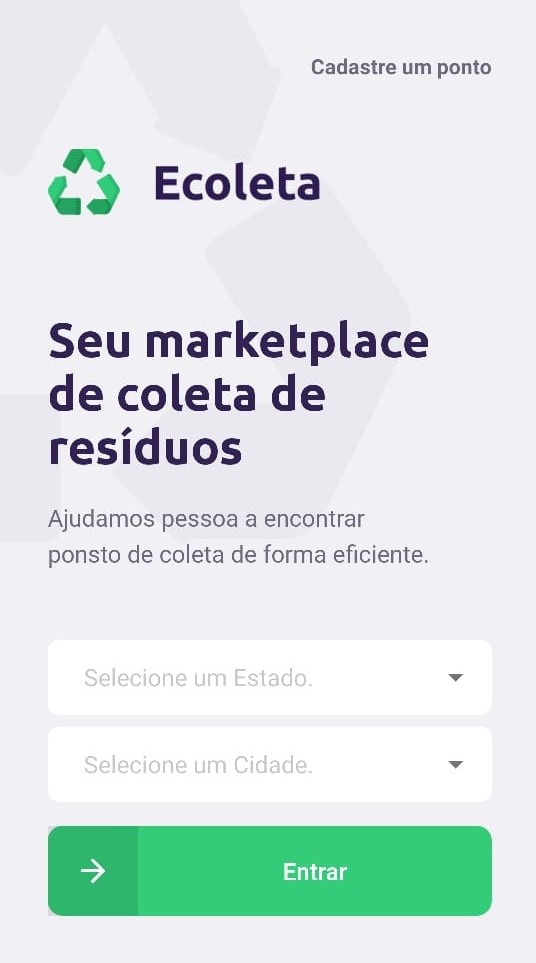 Cadastre um ponto
Ecoleta
Seu marketplace
de coleta de
resíduos
Ajudamos pessoa a encontrar
ponsto de coleta de forma eficiente.
Selecione um Estado.
Selecione um Cidade.
Entrar